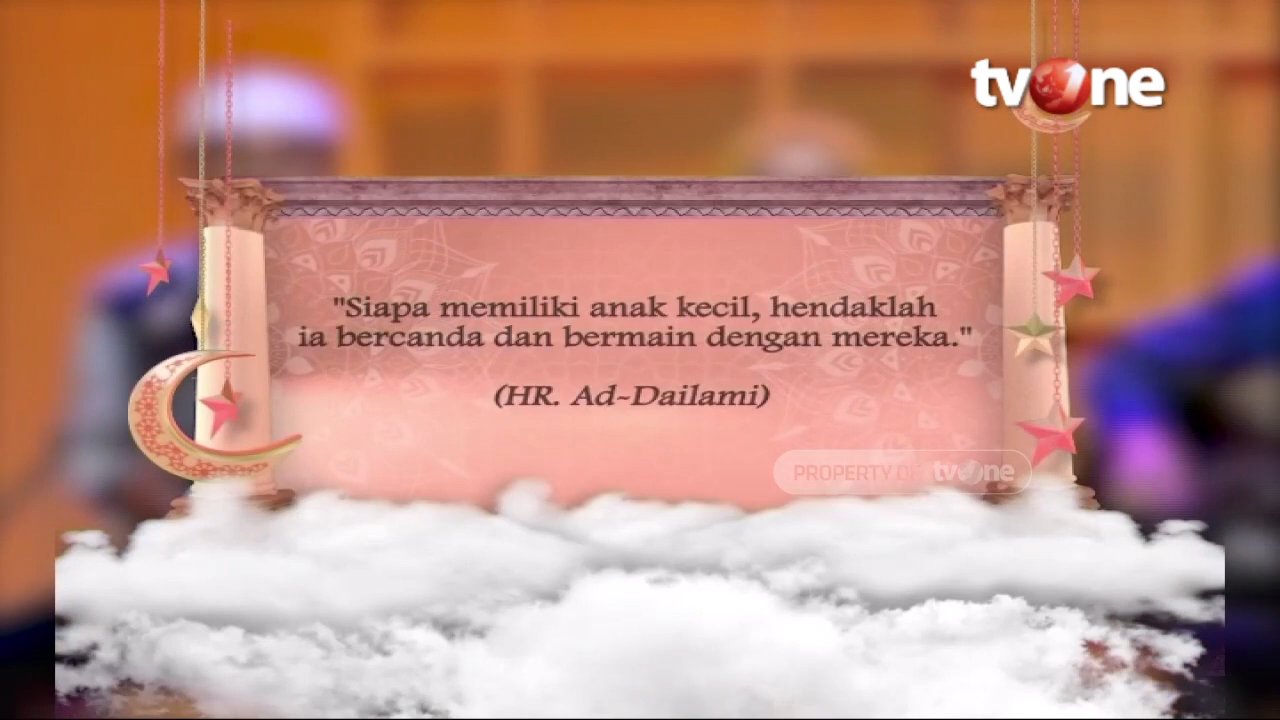 tvOne
"Siapa memiliki anak kecil, hendaklah
ia bercanda dan bermain dengan mereka."
(HR. Ad-Dailami)
PROPERTY OF tvOne